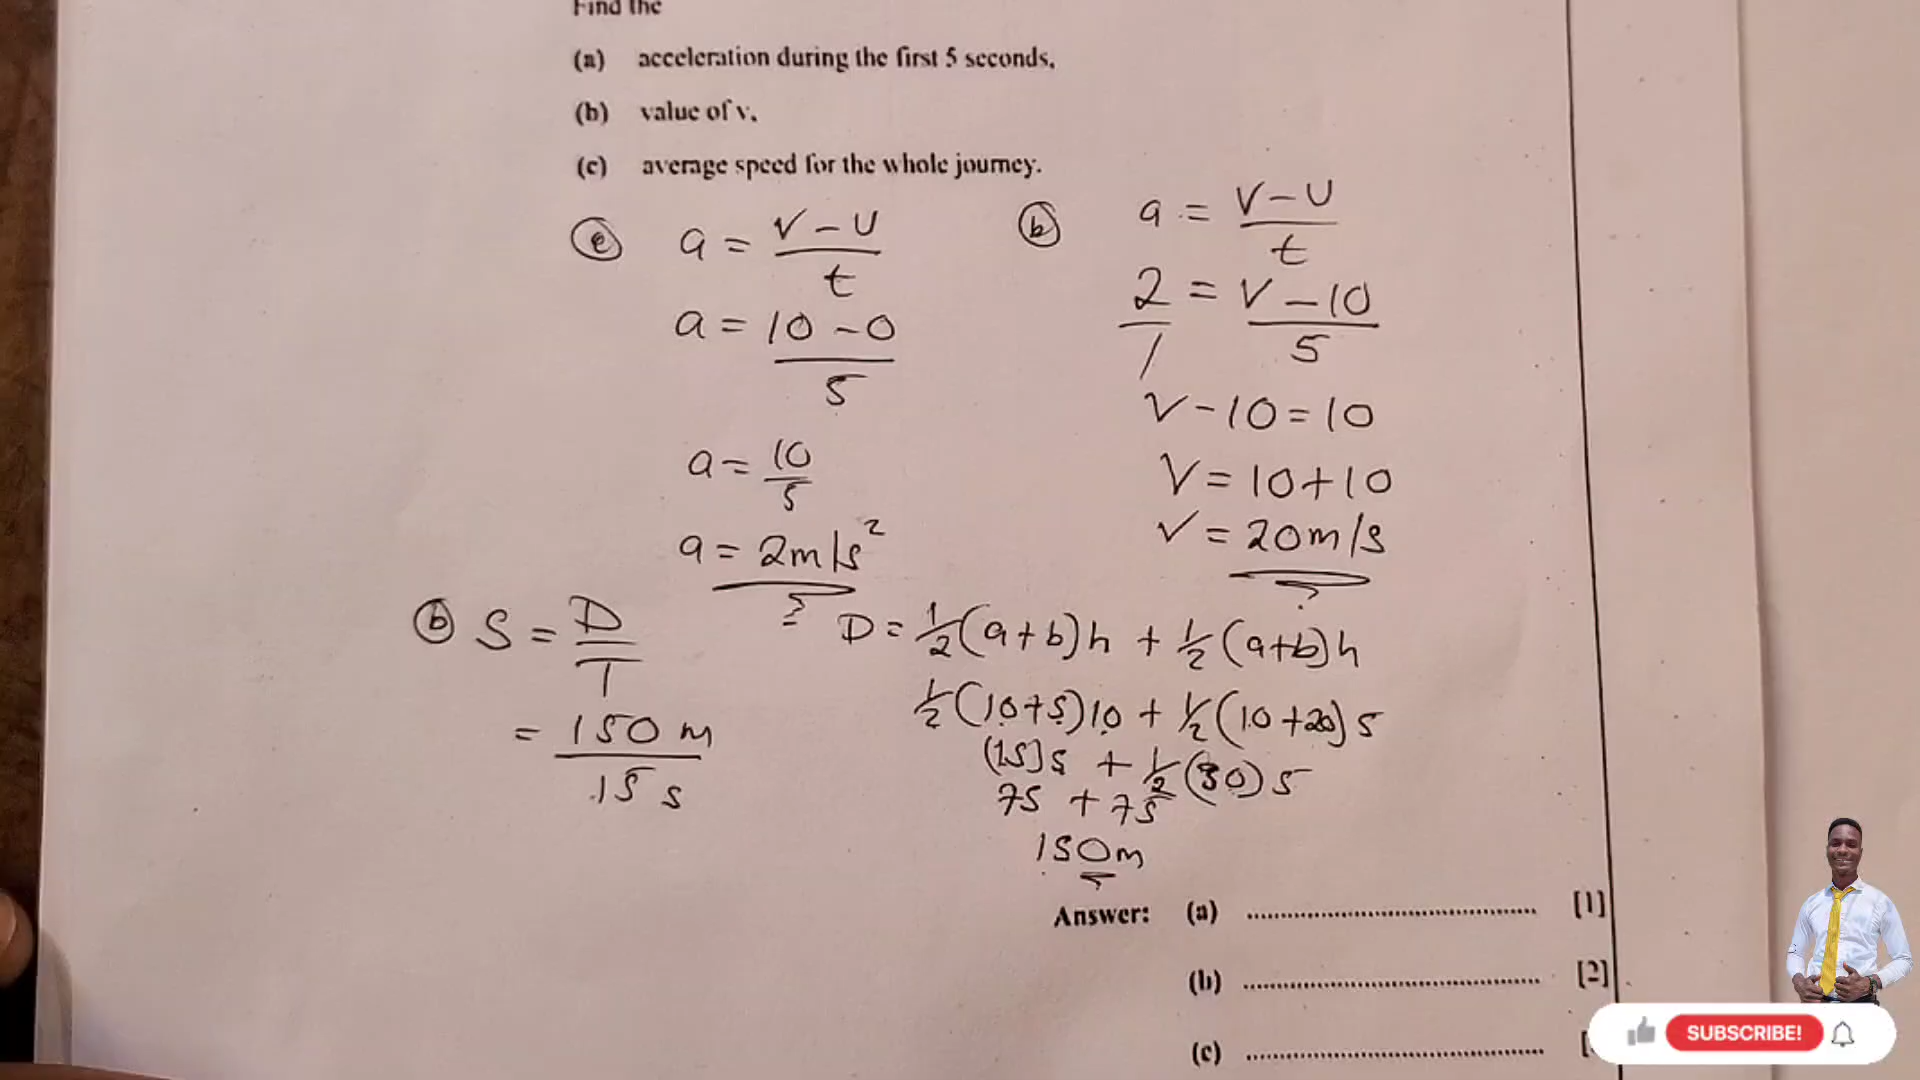 Find the
(a) acceleration during the first 5 seconds,
(b) value of v,
(c) average speed for the whole journey.
(a) a = V - U / t
a = 10 - 0 / 5
a = 10 / 5
a = 2m/s²
(b) a = V - U / t
2 / 1 = V - 10 / 5
V - 10 = 10
V = 10 + 10
V = 20m/s
(b) S = D / T
= 150 m / 15 s
D = 1/2 (a+b)h + 1/2 (a+b)h
1/2 (10+5)10 + 1/2 (10+20)5
(15)5 + 1/2 (30)5
75 + 75
150m
Answer: (a) ........................................ [1]
(b) ........................................ [2]
(c) ........................................ [
SUBSCRIBE!